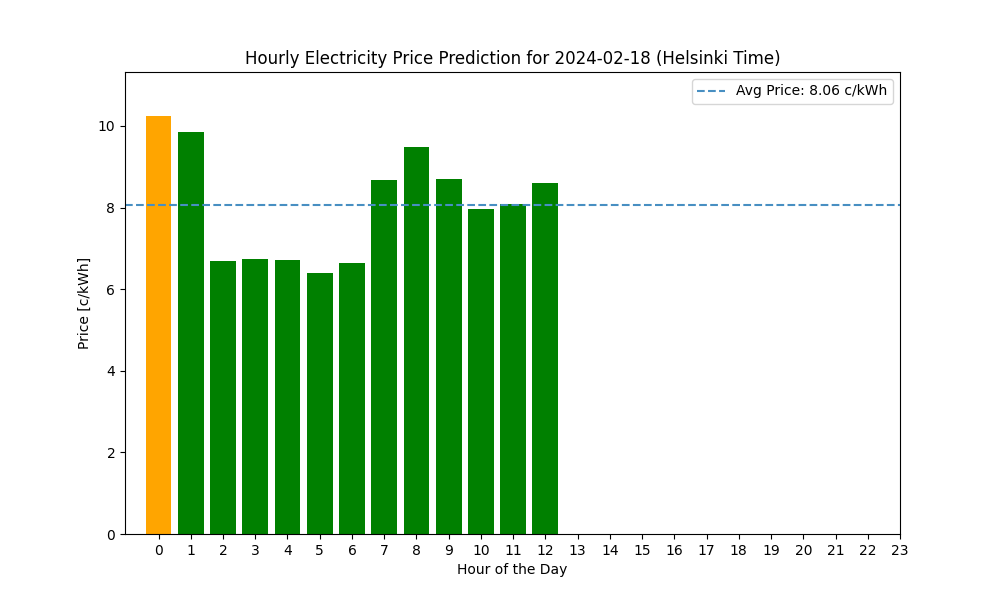 Hourly Electricity Price Prediction for 2024-02-18 (Helsinki Time)
Avg Price: 8.06 c/kWh
Price [c/kWh]
10
8
6
4
2
0
0 1 2 3 4 5 6 7 8 9 10 11 12 13 14 15 16 17 18 19 20 21 22 23
Hour of the Day